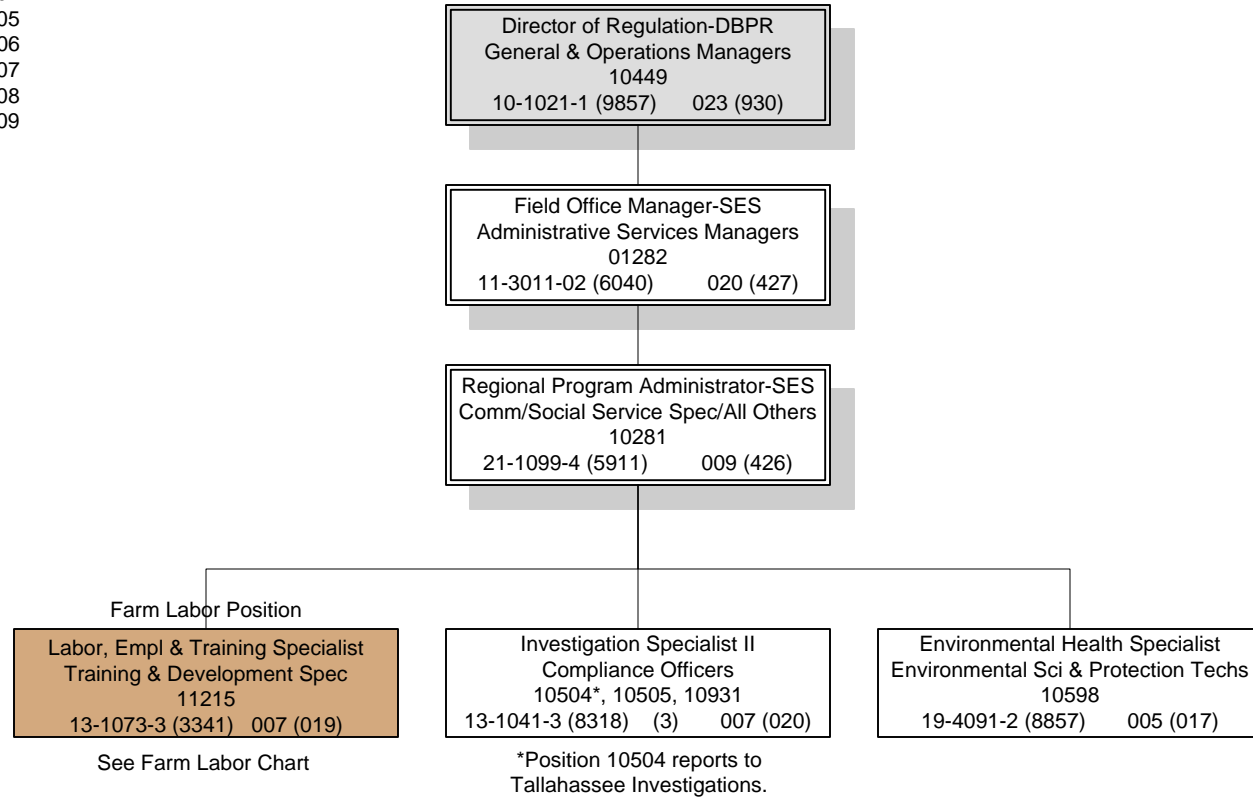 05
06
07
08
09
Director of Regulation-DBPR
General & Operations Managers
10449
10-1021-1 (9857) 023 (930)
Field Office Manager-SES
Administrative Services Managers
01282
11-3011-02 (6040) 020 (427)
Regional Program Administrator-SES
Comm/Social Service Spec/All Others
10281
21-1099-4 (5911) 009 (426)
Farm Labor Position
Labor, Empl & Training Specialist
Training & Development Spec
11215
13-1073-3 (3341) 007 (019)
See Farm Labor Chart
Investigation Specialist II
Compliance Officers
10504*, 10505, 10931
13-1041-3 (8318) (3) 007 (020)
*Position 10504 reports to
Tallahassee Investigations.
Environmental Health Specialist
Environmental Sci & Protection Techs
10598
19-4091-2 (8857) 005 (017)